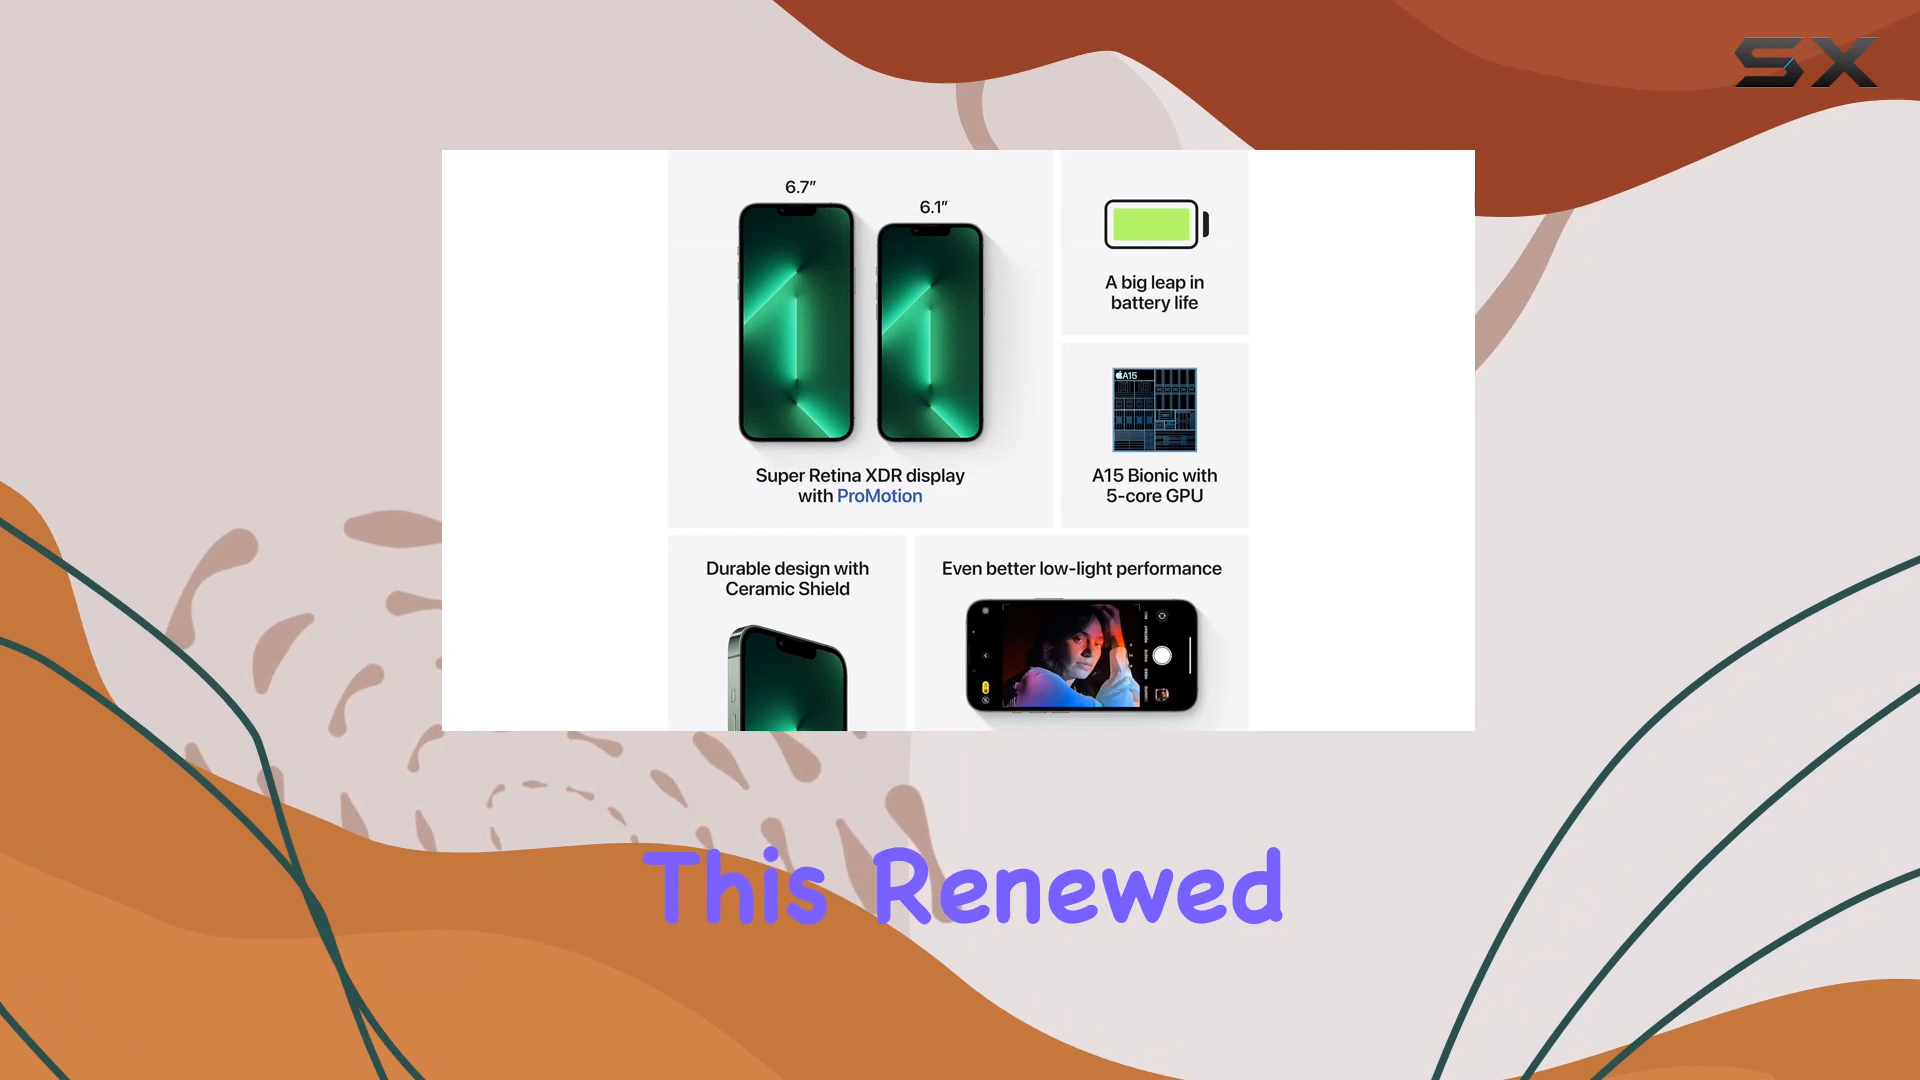 SX
6.7"
6.1"
A big leap in
battery life
A15
Super Retina XDR display
with ProMotion
A15 Bionic with
5-core GPU
Durable design with
Ceramic Shield
Even better low-light performance
This Renewed